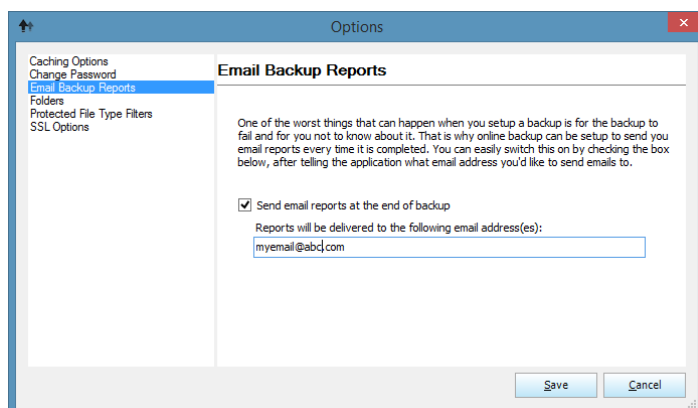 Options
Caching Options
Change Password
Email Backup Reports
Folders
Protected File Type Filters
SSL Options
Email Backup Reports
One of the worst things that can happen when you setup a backup is for the backup to
fail and for you not to know about it. That is why online backup can be setup to send you
email reports every time it is completed. You can easily switch this on by checking the box
below, after telling the application what email address you'd like to send emails to.
Send email reports at the end of backup
Reports will be delivered to the following email address(es):
myemail@abc.com
Save
Cancel